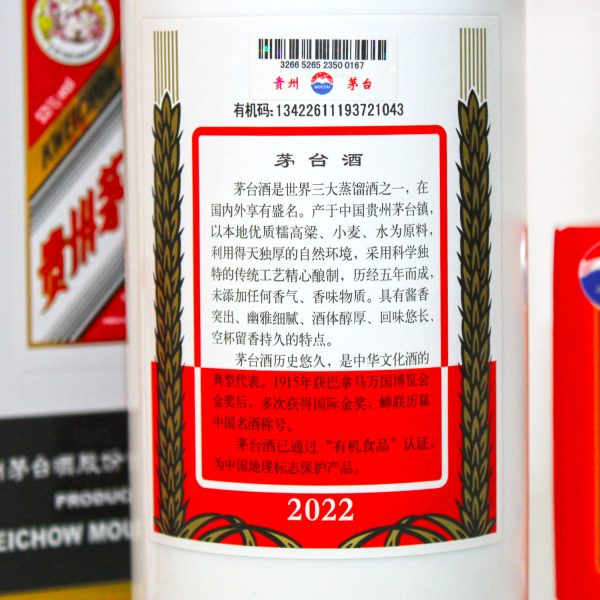 3266 5265 2350 0167
贵州 MOUTAI 茅台
有机码:13422611193721043
茅台酒
茅台酒是世界三大蒸馏酒之一，在
国内外享有盛名。产于中国贵州茅台镇，
以本地优质糯高粱、小麦、水为原料，
利用得天独厚的自然环境，采用科学独
特的传统工艺精心酿制，历经五年而成，
未添加任何香气、香味物质。具有酱香
突出、幽雅细腻、酒体醇厚、回味悠长、
空杯留香持久的特点。
茅台酒历史悠久，是中华文化酒的
典型代表。1915年获巴拿马万国博览会
金奖后，多次获得国际金奖，蝉联历届
中国名酒称号。
茅台酒已通过“有机食品”认证，
为中国地理标志保护产品。
2022
53%
贵州茅
州茅台酒股份
PRODUC
EICHOW MOU